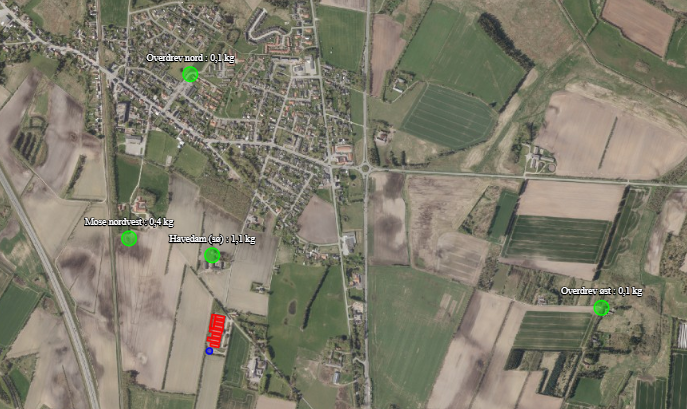 Overdrev nord : 0,1 kg
Mose nordvest : 0,4 kg
Havedam (sø) : 1,1 kg
Overdrev øst : 0,1 kg